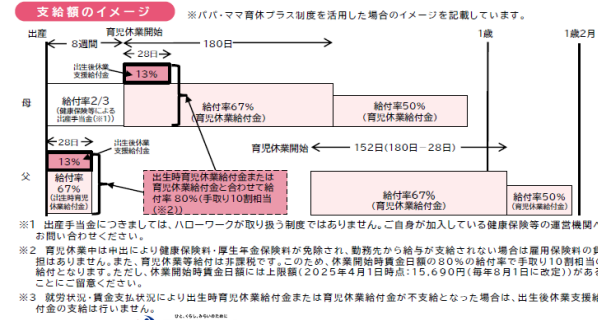 支給額のイメージ
※パパ・ママ育休プラス制度を活用した場合のイメージを記載しています。
出産
8週間
育児休業開始
180日
28日
1歳
1歳2月
出生後休業
支援給付金
13%
母
給付率2/3
(健康保険等による
出産手当金(※1))
給付率67%
(育児休業給付金)
給付率50%
(育児休業給付金)
28日
出生後休業
支援給付金
13%
育児休業開始
152日(180日－28日)
父
給付率
67%
(出生時育児
休業給付金)
出生時育児休業給付金または
育児休業給付金と合わせて給
付率 80%(手取り10割相当
(※2))
給付率67%
(育児休業給付金)
給付率50%
(育児休業給付金)
※1 出産手当金につきましては、ハローワークが取り扱う制度ではありません。ご自身が加入している健康保険等の運営機関へ
お問い合わせください。
※2 育児休業中は申出により健康保険料・厚生年金保険料が免除され、勤務先から給与が支給されない場合は雇用保険料の負
担はありません。また、育児休業等給付は非課税です。このため、休業開始時賃金日額の80%の給付率で手取り10割相当の
給付となります。ただし、休業開始時賃金日額には上限額(2025年4月1日時点：15,690円(毎年8月1日に改定))がある
ことにご留意ください。
※3 就労状況・賃金支払状況により出生時育児休業給付金または育児休業給付金が不支給となった場合は、出生後休業支援給
付金の支給は行いません。
ひと、くらし、みらいのために